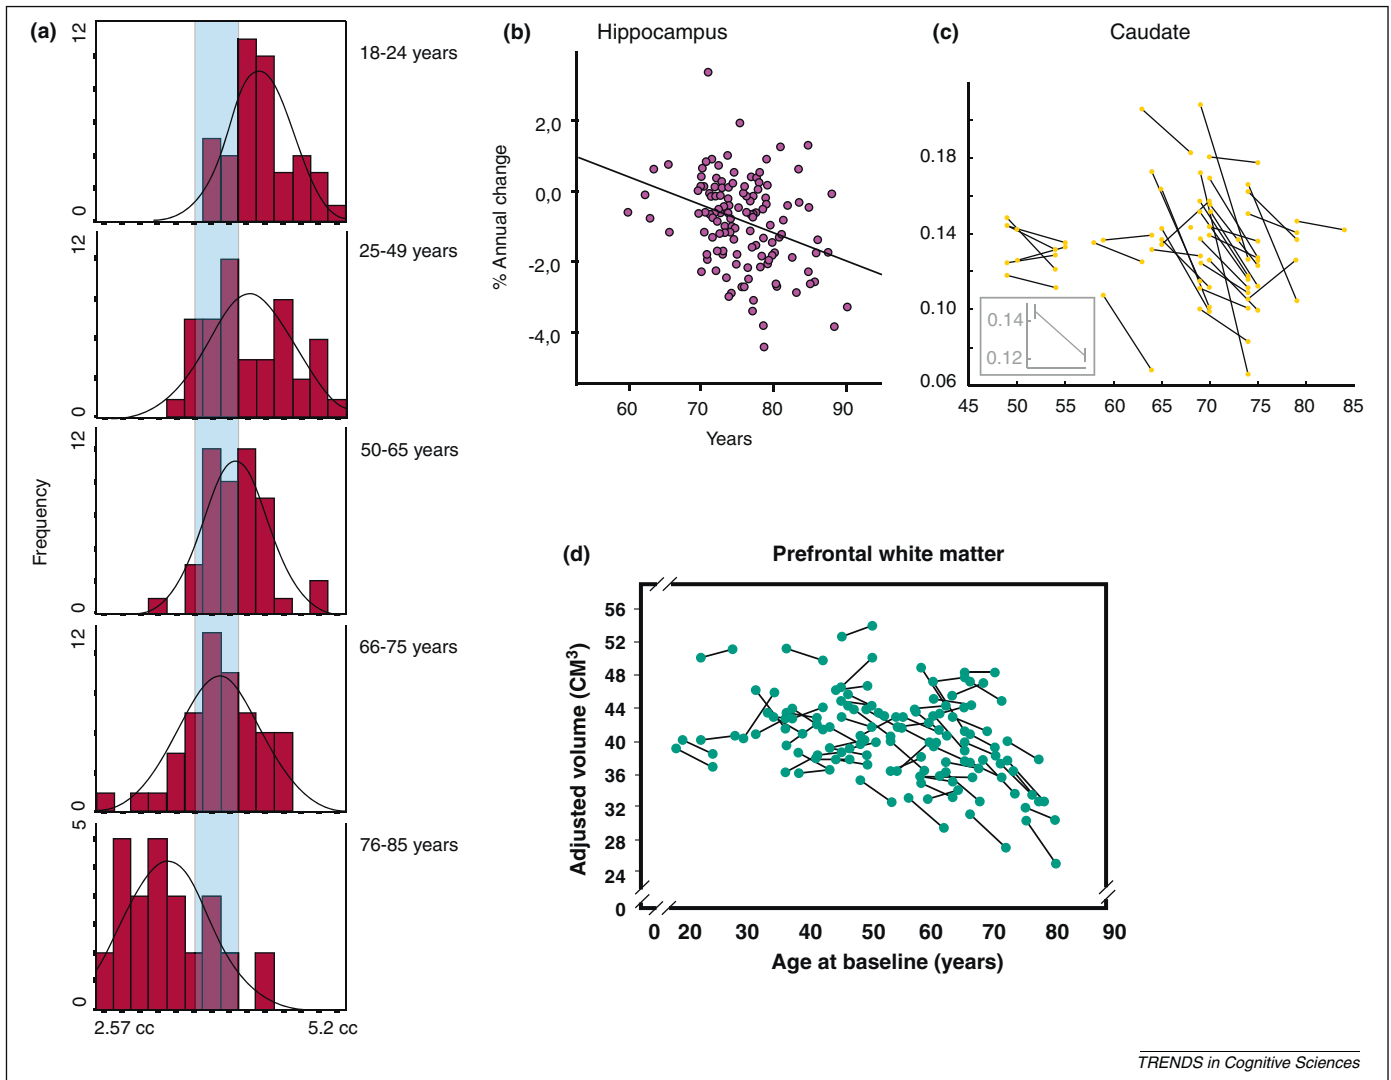 (a)
12
0
18-24 years
12
0
25-49 years
12
0
50-65 years
12
0
66-75 years
5
0
76-85 years
Frequency
2.57 cc
5.2 cc
(b)
Hippocampus
% Annual change
2,0
0,0
-2,0
-4,0
60
70
80
90
Years
(c)
Caudate
0.18
0.14
0.10
0.06
0.14
0.12
45
50
55
60
65
70
75
80
85
(d)
Prefrontal white matter
Adjusted volume (CM³)
56
52
48
44
40
36
32
28
24
0
0
20
30
40
50
60
70
80
90
Age at baseline (years)
TRENDS in Cognitive Sciences